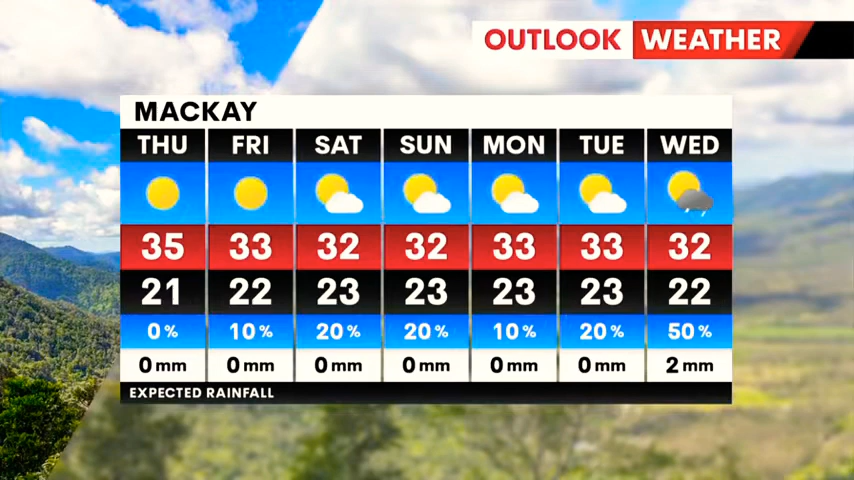 OUTLOOK WEATHER
MACKAY
THU FRI SAT SUN MON TUE WED
35 33 32 32 33 33 32
21 22 23 23 23 23 22
0% 10% 20% 20% 10% 20% 50%
0mm 0mm 0mm 0mm 0mm 0mm 2mm
EXPECTED RAINFALL